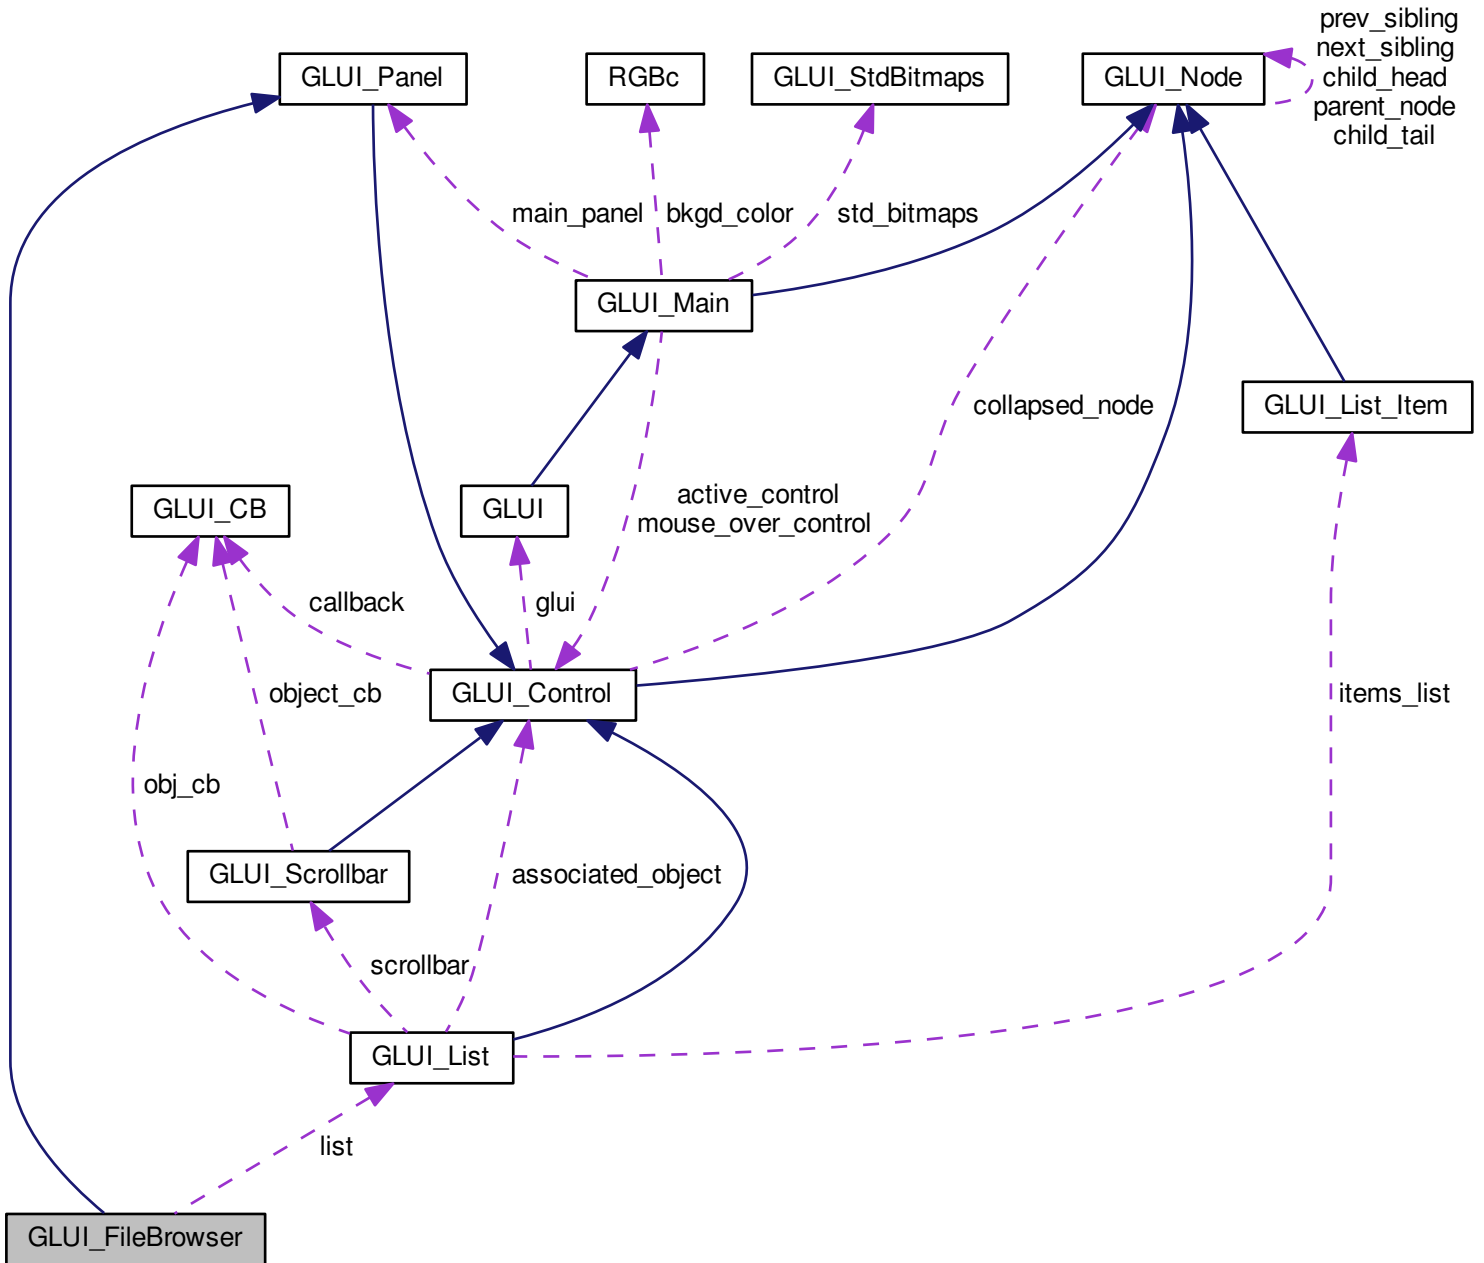 prev_sibling
next_sibling
child_head
parent_node
child_tail
GLUI_Panel
RGBc
GLUI_StdBitmaps
GLUI_Node
main_panel
bkgd_color
std_bitmaps
GLUI_Main
collapsed_node
GLUI_List_Item
GLUI_CB
GLUI
active_control
mouse_over_control
callback
glui
object_cb
GLUI_Control
items_list
obj_cb
GLUI_Scrollbar
associated_object
scrollbar
GLUI_List
list
GLUI_FileBrowser